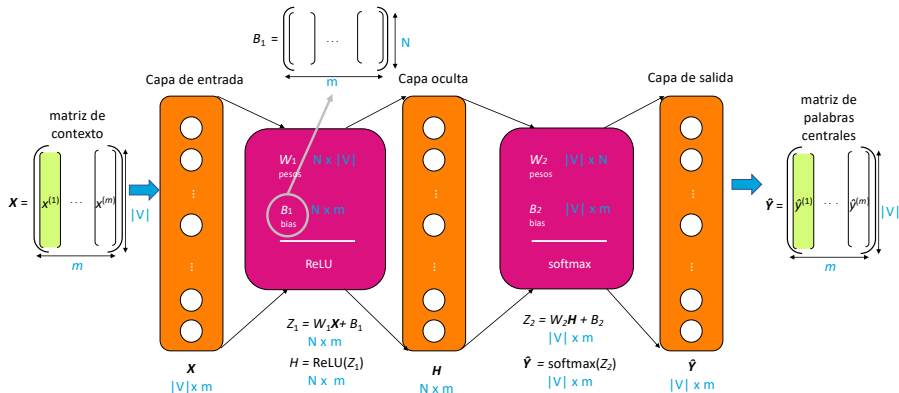 B₁ =
...
N
m
Capa de entrada
Capa oculta
Capa de salida
matriz de
contexto
X =
x⁽¹⁾
...
x⁽ᵐ⁾
|V|
m
W₁ N x |V|
pesos
B₁ N x m
bias
ReLU
W₂ |V| x N
pesos
B₂ |V| x m
bias
softmax
matriz de
palabras
centrales
Ŷ =
ŷ⁽¹⁾
...
ŷ⁽ᵐ⁾
|V|
m
...
...
...
...
...
...
Z₁ = W₁X+ B₁
N x m
H = ReLU(Z₁)
N x m
Z₂ = W₂H + B₂
|V| x m
Ŷ = softmax(Z₂)
|V| x m
X
|V|x m
H
N x m
Ŷ
|V| x m